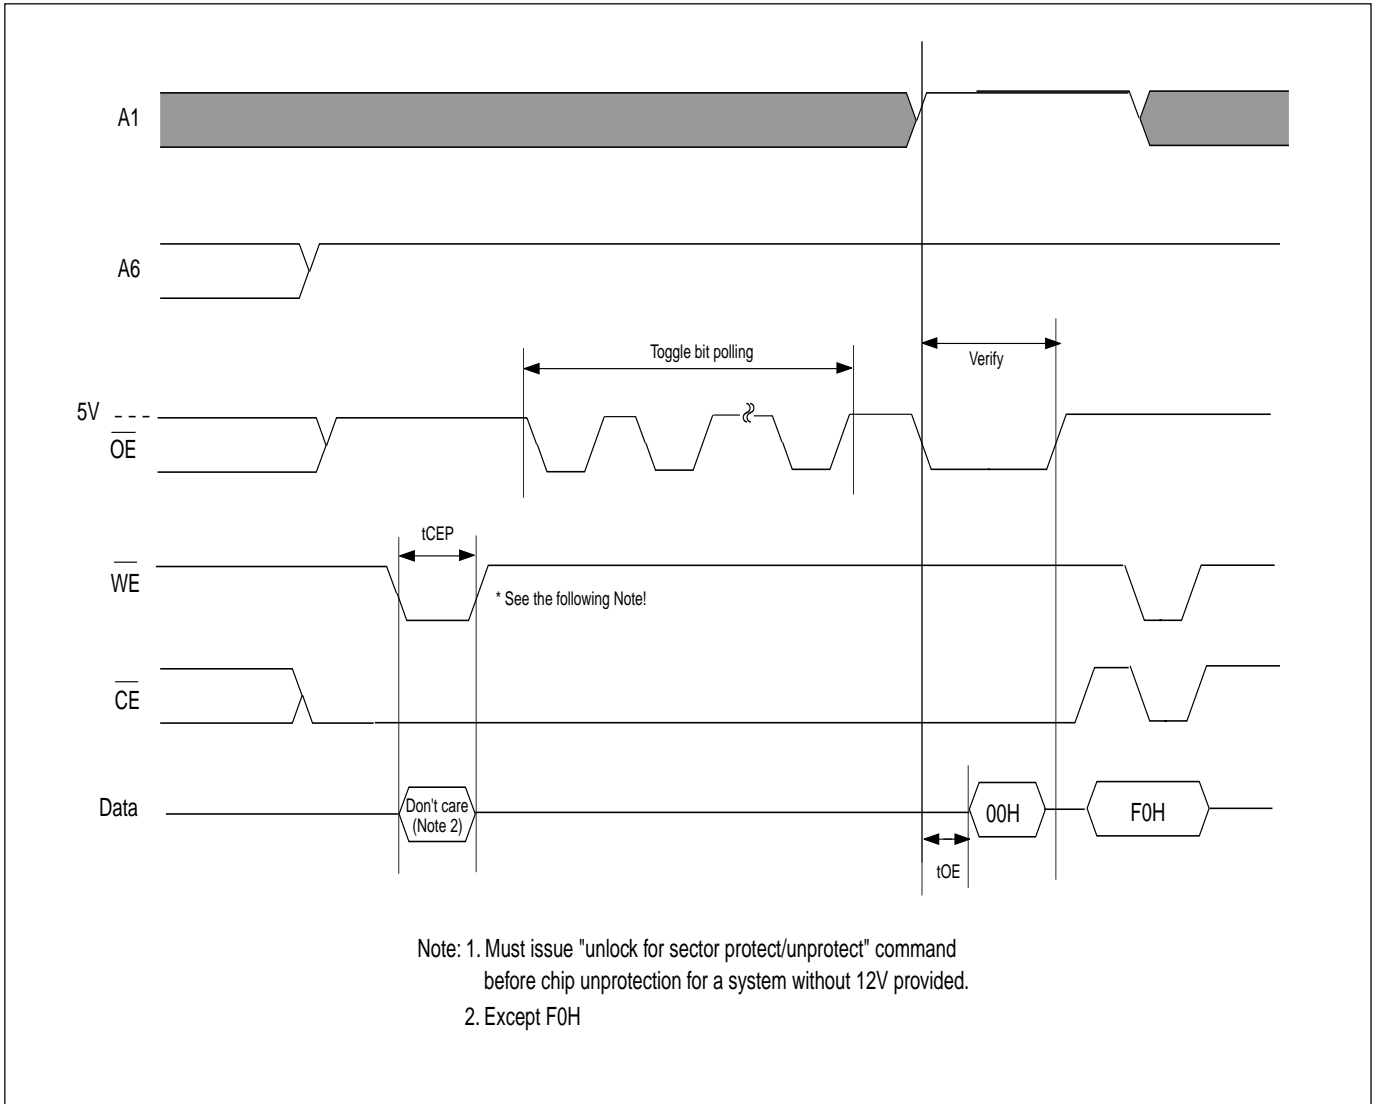 A1
A6
Toggle bit polling
Verify
5V
OE
tCEP
WE
* See the following Note!
CE
Data
Don't care
(Note 2)
00H
F0H
tOE
Note: 1. Must issue "unlock for sector protect/unprotect" command
before chip unprotection for a system without 12V provided.
2. Except F0H